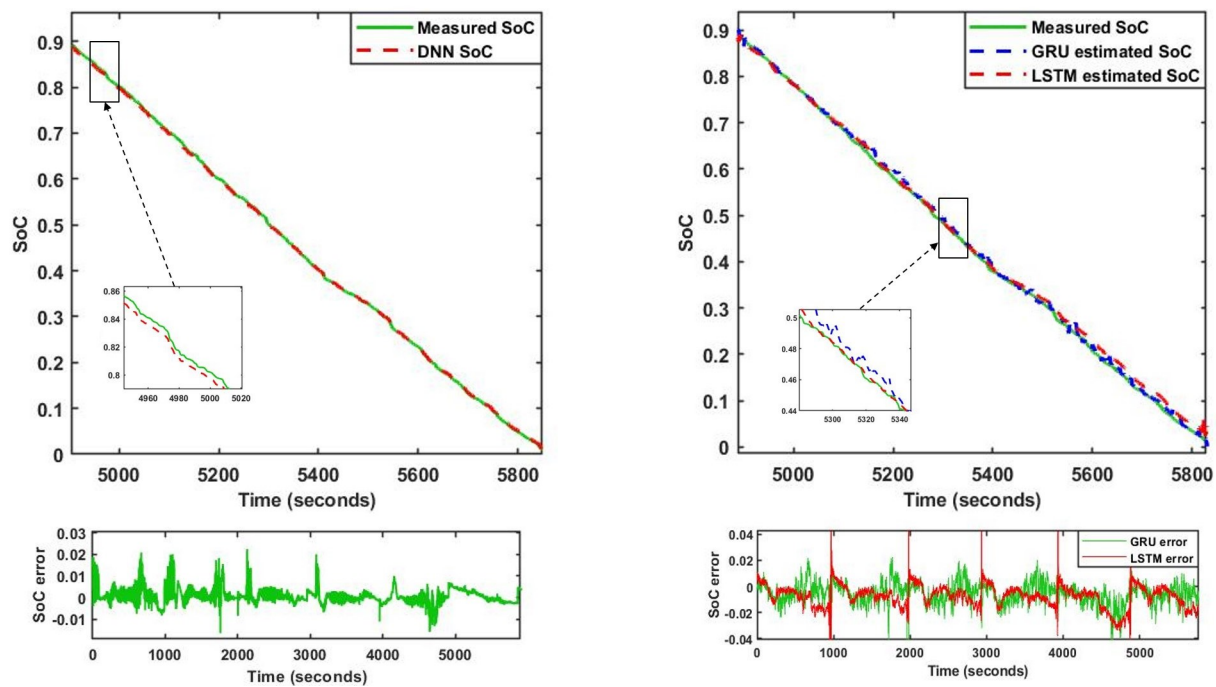 Measured SoC
DNN SoC
0.9
0.8
0.7
0.6
0.5
0.4
0.3
0.2
0.1
0
SoC
0.86
0.84
0.82
0.8
4960 4980 5000 5020
5000 5200 5400 5600 5800
Time (seconds)
0.03
0.02
0.01
0
-0.01
SoC error
0 1000 2000 3000 4000 5000
Time (seconds)
Measured SoC
GRU estimated SoC
LSTM estimated SoC
0.9
0.8
0.7
0.6
0.5
0.4
0.3
0.2
0.1
0
SoC
0.5
0.48
0.46
0.44
5300 5320 5340
5000 5200 5400 5600 5800
Time (seconds)
GRU error
LSTM error
0.04
0.02
0
-0.02
-0.04
SoC error
0 1000 2000 3000 4000 5000
Time (seconds)